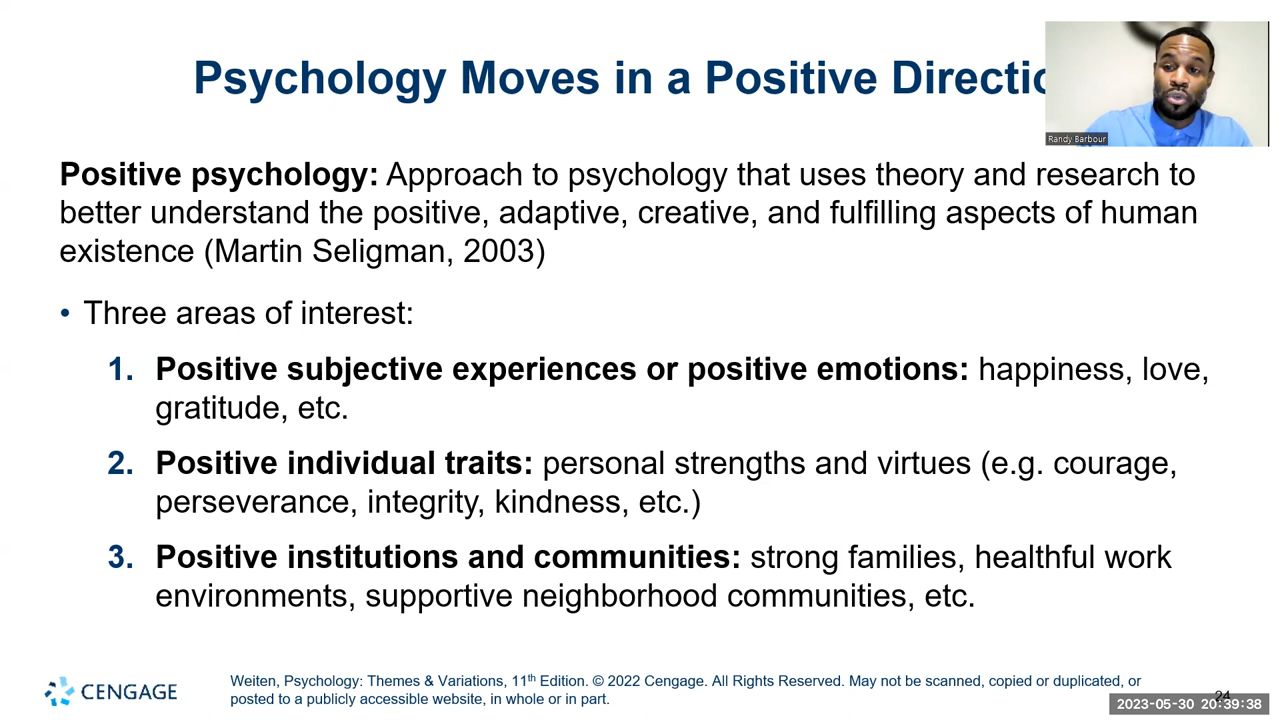 Psychology Moves in a Positive Directio
Randy Barbour
Positive psychology: Approach to psychology that uses theory and research to
better understand the positive, adaptive, creative, and fulfilling aspects of human
existence (Martin Seligman, 2003)
• Three areas of interest:
1. Positive subjective experiences or positive emotions: happiness, love,
gratitude, etc.
2. Positive individual traits: personal strengths and virtues (e.g. courage,
perseverance, integrity, kindness, etc.)
3. Positive institutions and communities: strong families, healthful work
environments, supportive neighborhood communities, etc.
CENGAGE
Weiten, Psychology: Themes & Variations, 11th Edition. © 2022 Cengage. All Rights Reserved. May not be scanned, copied or duplicated, or
posted to a publicly accessible website, in whole or in part.
24
2023-05-30 20:39:38